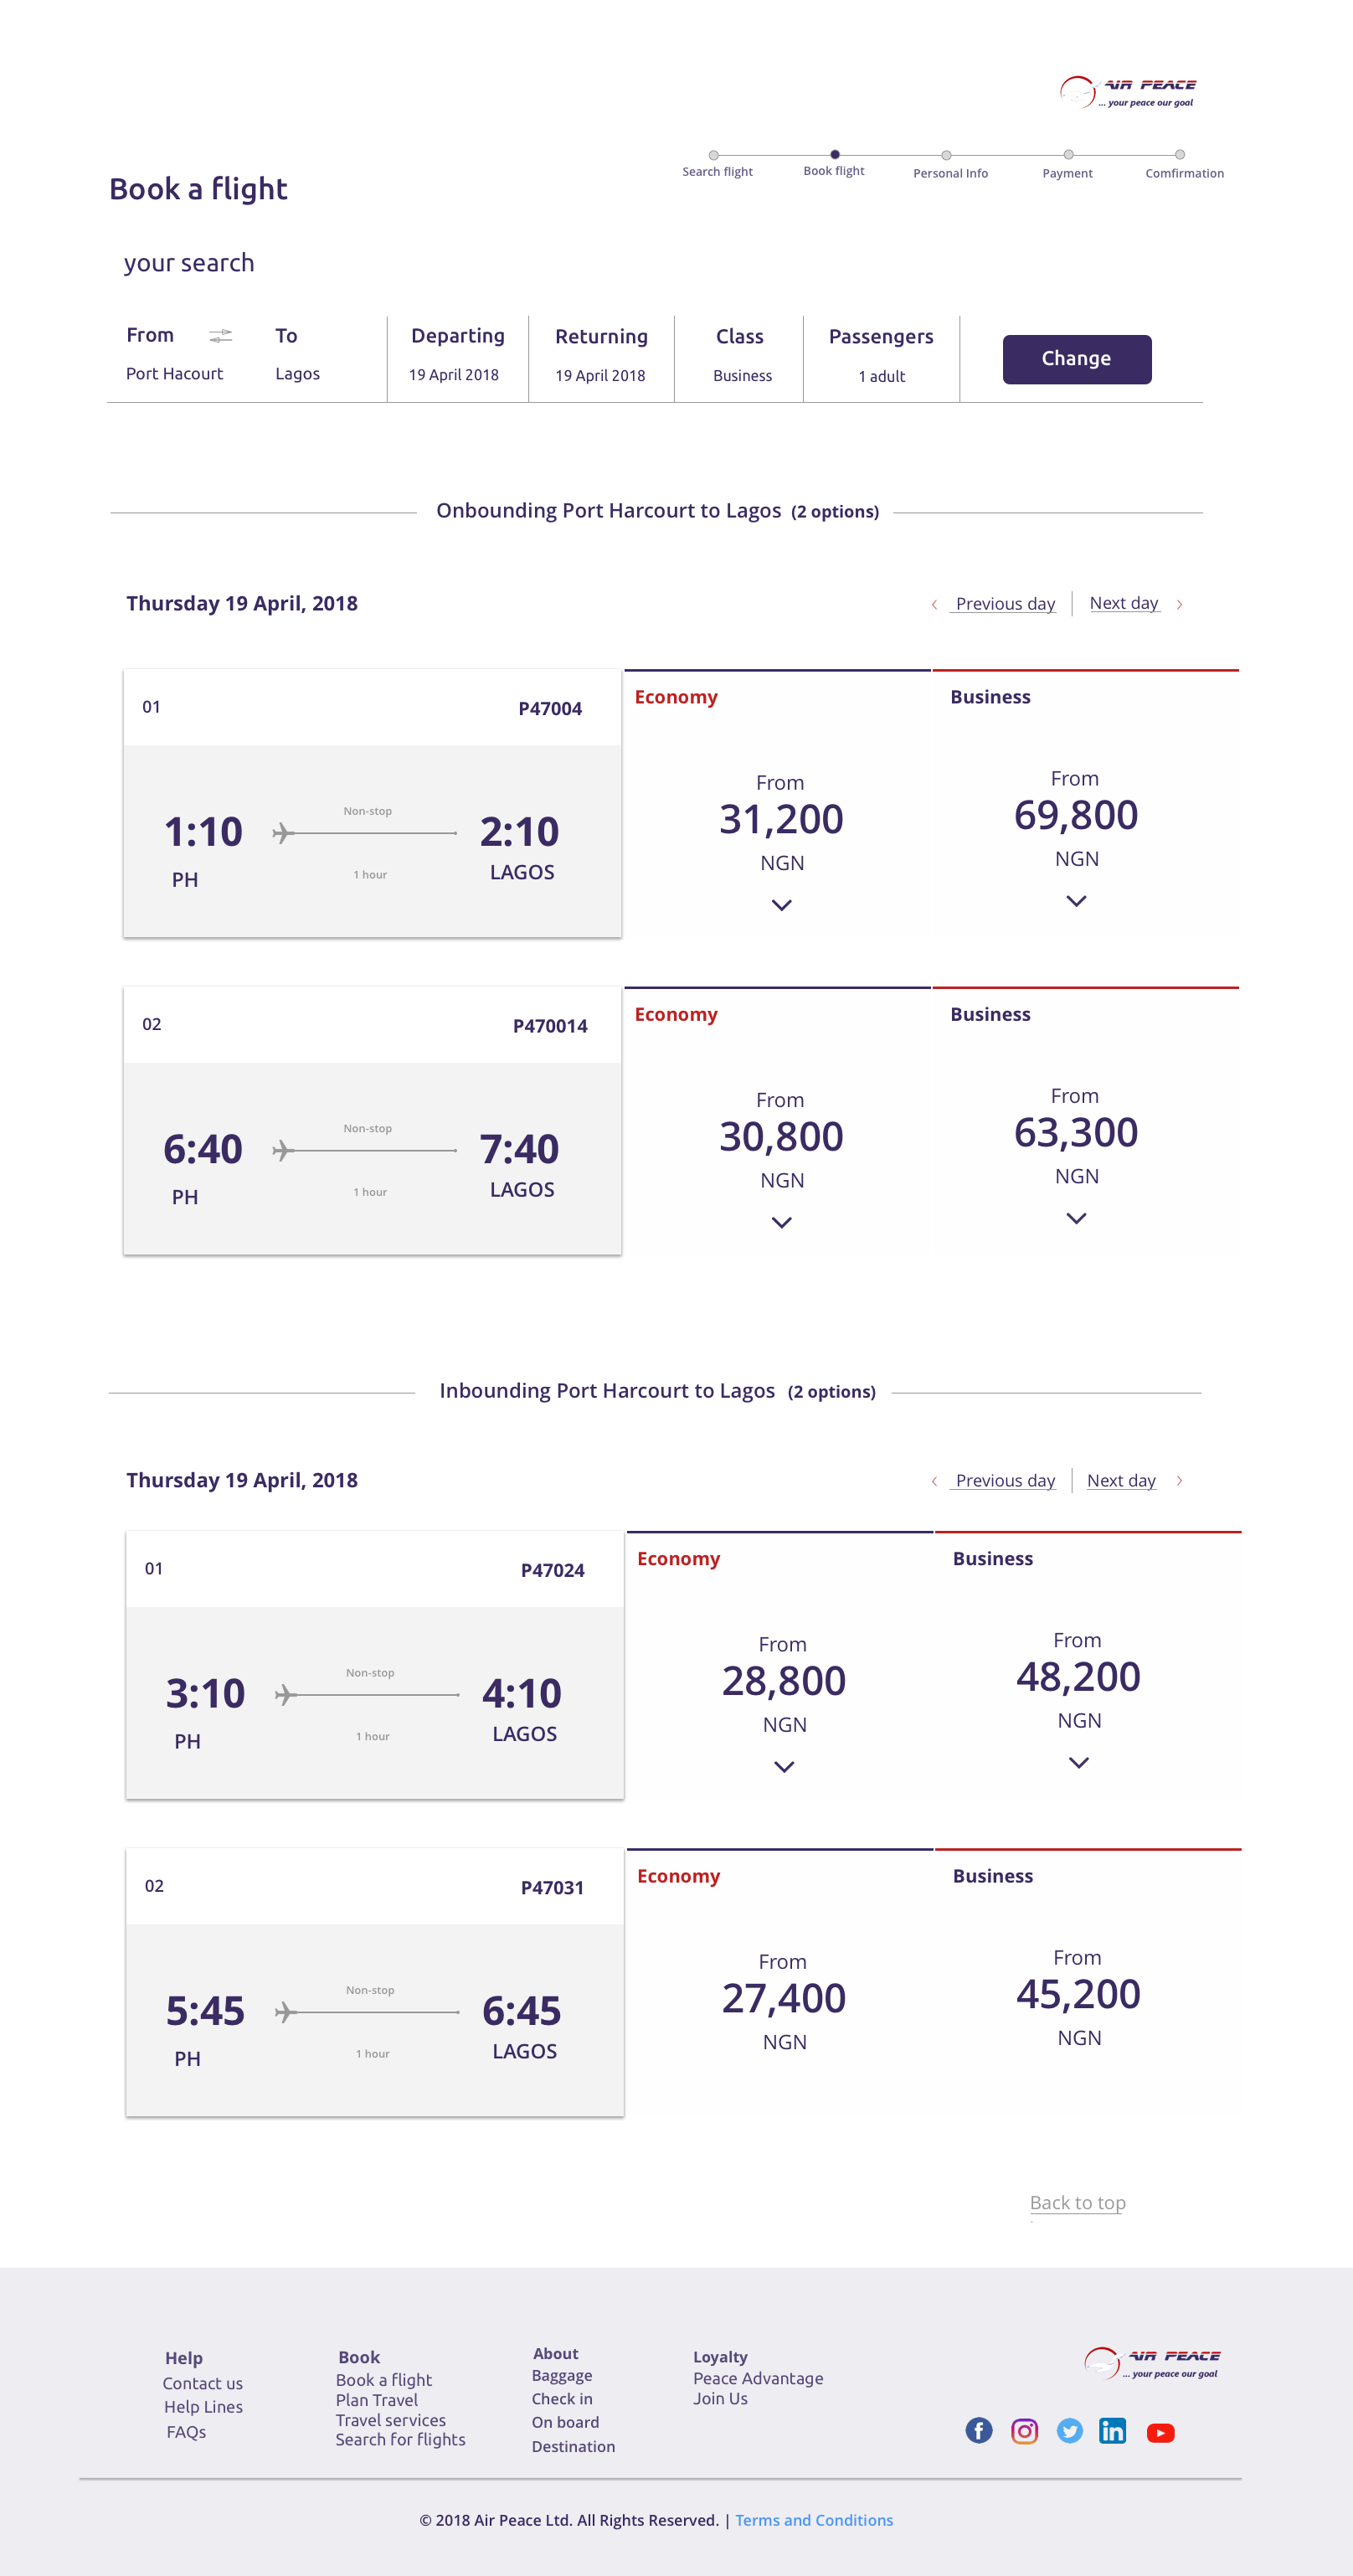 AIR PEACE
... your peace our goal
Search flight Book flight Personal Info Payment Comfirmation
Book a flight
your search
From To Departing Returning Class Passengers
Port Hacourt Lagos 19 April 2018 19 April 2018 Business 1 adult
Change
Onbounding Port Harcourt to Lagos (2 options)
Thursday 19 April, 2018 Previous day Next day
01 P47004 Economy Business
From From
31,200 69,800
NGN NGN
Non-stop
1:10 2:10
PH LAGOS
1 hour
02 P470014 Economy Business
From From
30,800 63,300
NGN NGN
Non-stop
6:40 7:40
PH LAGOS
1 hour
Inbounding Port Harcourt to Lagos (2 options)
Thursday 19 April, 2018 Previous day Next day
01 P47024 Economy Business
From From
28,800 48,200
NGN NGN
Non-stop
3:10 4:10
PH LAGOS
1 hour
02 P47031 Economy Business
From From
27,400 45,200
NGN NGN
Non-stop
5:45 6:45
PH LAGOS
1 hour
Back to top
Help
Contact us
Help Lines
FAQs
Book
Book a flight
Plan Travel
Travel services
Search for flights
About
Baggage
Check in
On board
Destination
Loyalty
Peace Advantage
Join Us
AIR PEACE
... your peace our goal
© 2018 Air Peace Ltd. All Rights Reserved. | Terms and Conditions